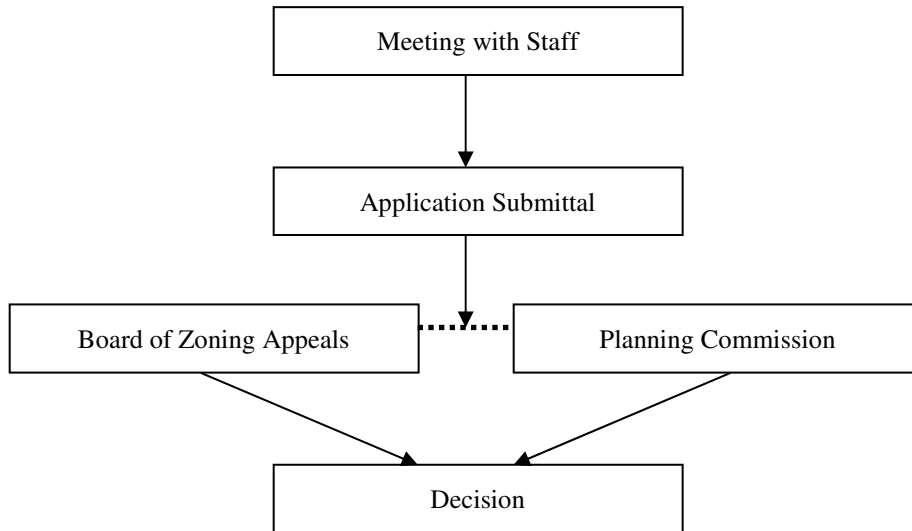 Meeting with Staff
Application Submittal
Board of Zoning Appeals
Planning Commission
Decision